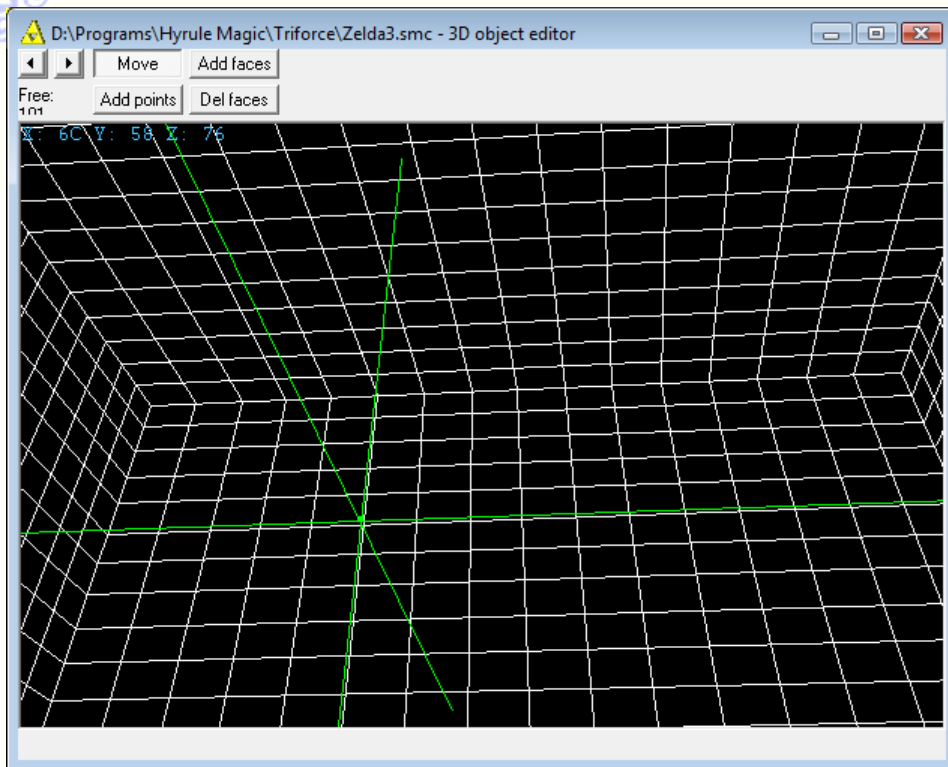 D:\Programs\Hyrule Magic\Triforce\Zelda3.smc - 3D object editor
Move Add faces
Free:
101
Add points Del faces
X: 6C Y: 58 Z: 76